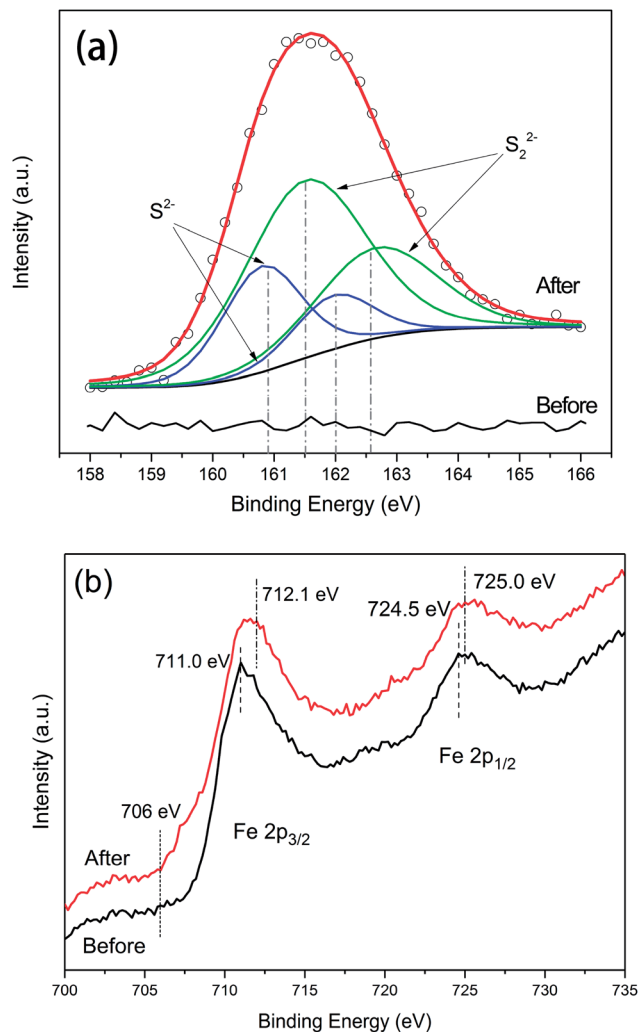 (a)
Intensity (a.u.)
S₂²⁻
S²⁻
After
Before
158 159 160 161 162 163 164 165 166
Binding Energy (eV)
(b)
Intensity (a.u.)
712.1 eV
725.0 eV
724.5 eV
711.0 eV
Fe 2p₁/₂
706 eV
Fe 2p₃/₂
After
Before
700 705 710 715 720 725 730 735
Binding Energy (eV)